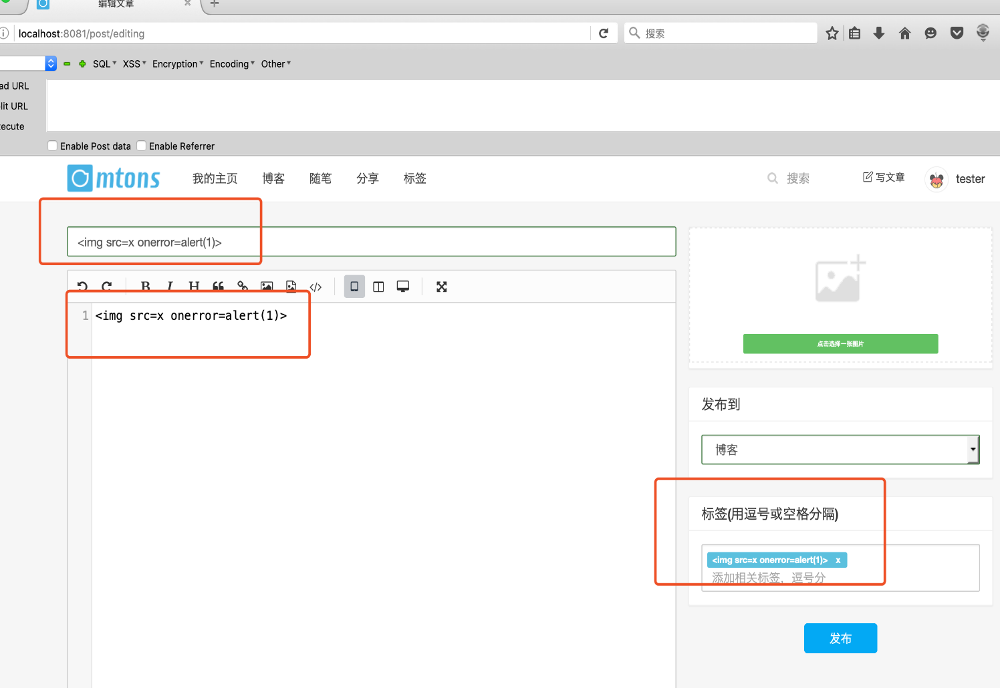 编辑文章
localhost:8081/post/editing
搜索
SQL XSS Encryption Encoding Other
ad URL
lit URL
ecute
Enable Post data Enable Referrer
mtons 我的主页 博客 随笔 分享 标签 搜索 写文章 tester
<img src=x onerror=alert(1)>
B I H
1 <img src=x onerror=alert(1)>
点击选择一张图片
发布到
博客
标签(用逗号或空格分隔)
<img src=x onerror=alert(1)> x
添加相关标签，逗号分
发布